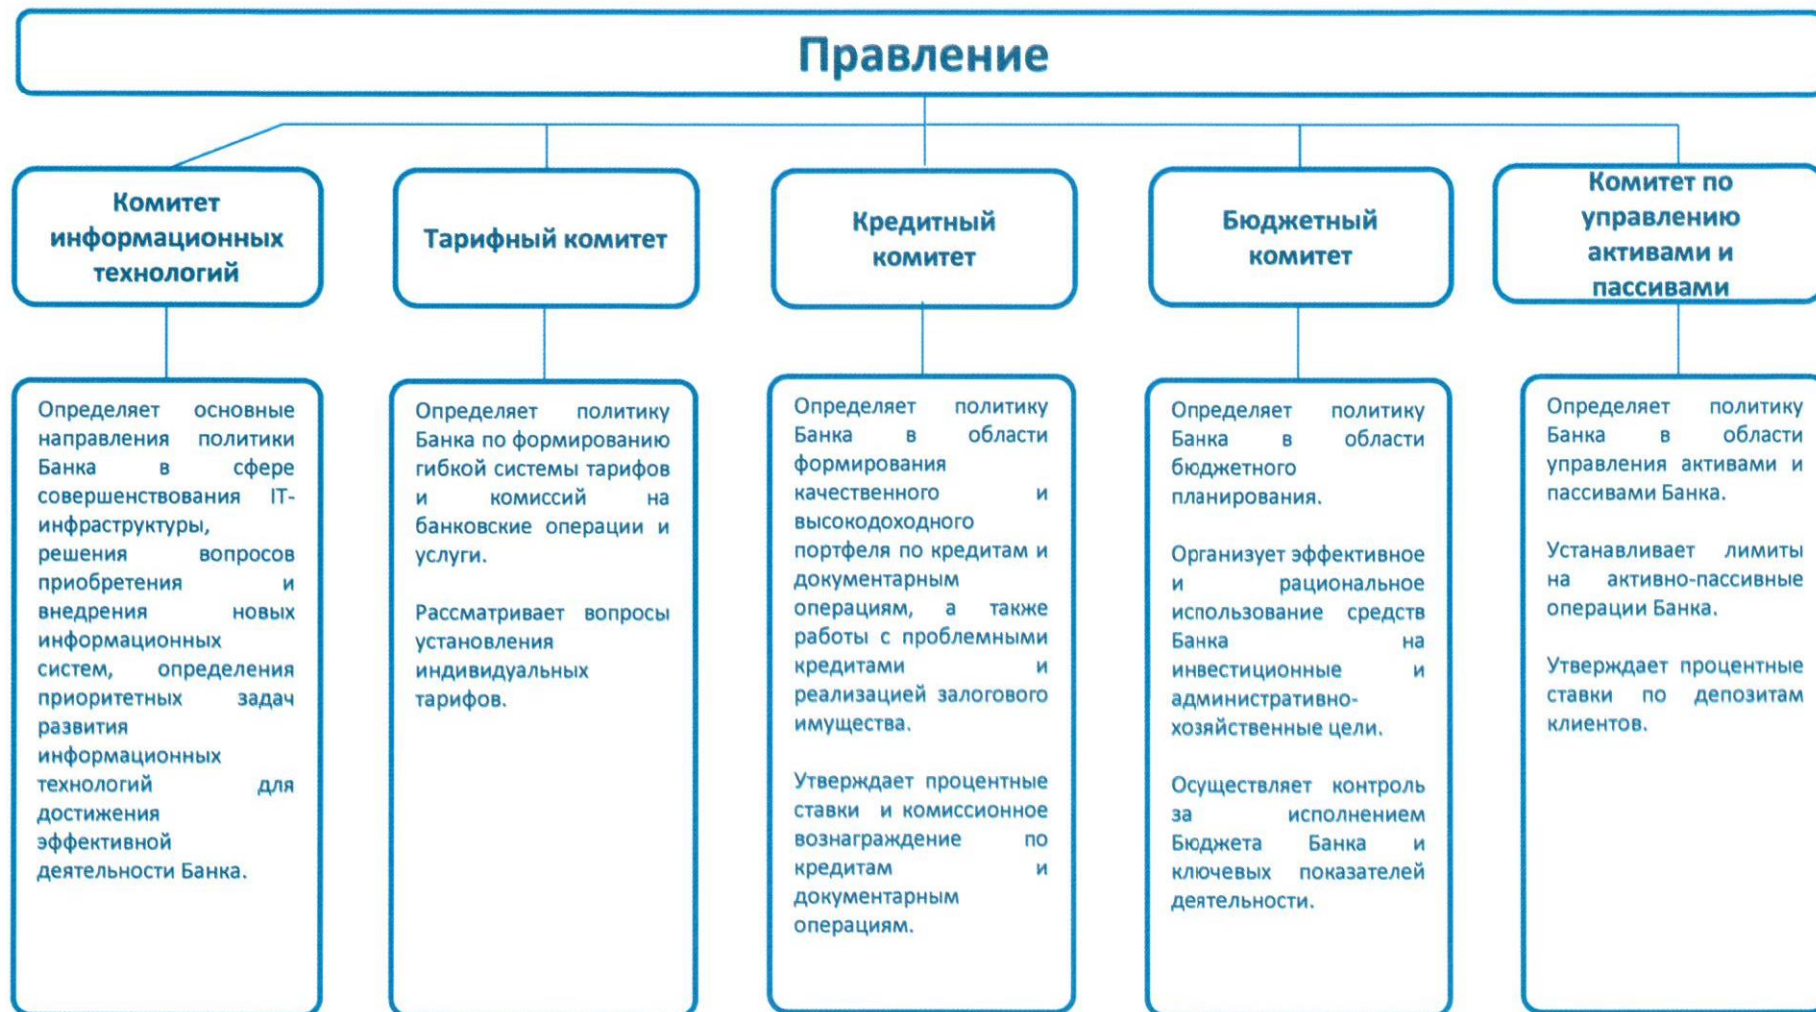 Правление
Комитет
информационных
технологий
Тарифный комитет
Кредитный
комитет
Бюджетный
комитет
Комитет по
управлению
активами и
пассивами
Определяет основные
направления политики
Банка в сфере
совершенствования IT-
инфраструктуры,
решения вопросов
приобретения и
внедрения новых
информационных
систем, определения
приоритетных задач
развития
информационных
технологий для
достижения
эффективной
деятельности Банка.
Определяет политику
Банка по формированию
гибкой системы тарифов
и комиссий на
банковские операции и
услуги.
Рассматривает вопросы
установления
индивидуальных
тарифов.
Определяет политику
Банка в области
формирования
качественного и
высокодоходного
портфеля по кредитам и
документарным
операциям, а также
работы с проблемными
кредитами и
реализацией залогового
имущества.
Утверждает процентные
ставки и комиссионное
вознаграждение по
кредитам и
документарным
операциям.
Определяет политику
Банка в области
бюджетного
планирования.
Организует эффективное
и рациональное
использование средств
Банка на
инвестиционные и
административно-
хозяйственные цели.
Осуществляет контроль
за исполнением
Бюджета Банка и
ключевых показателей
деятельности.
Определяет политику
Банка в области
управления активами и
пассивами Банка.
Устанавливает лимиты
на активно-пассивные
операции Банка.
Утверждает процентные
ставки по депозитам
клиентов.